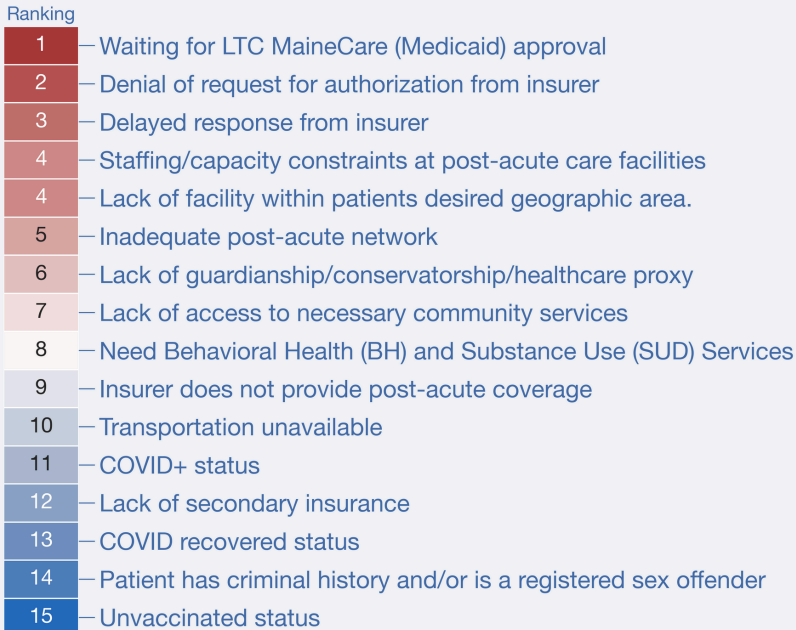 Ranking
1 Waiting for LTC MaineCare (Medicaid) approval
2 Denial of request for authorization from insurer
3 Delayed response from insurer
4 Staffing/capacity constraints at post-acute care facilities
4 Lack of facility within patients desired geographic area.
5 Inadequate post-acute network
6 Lack of guardianship/conservatorship/healthcare proxy
7 Lack of access to necessary community services
8 Need Behavioral Health (BH) and Substance Use (SUD) Services
9 Insurer does not provide post-acute coverage
10 Transportation unavailable
11 COVID+ status
12 Lack of secondary insurance
13 COVID recovered status
14 Patient has criminal history and/or is a registered sex offender
15 Unvaccinated status